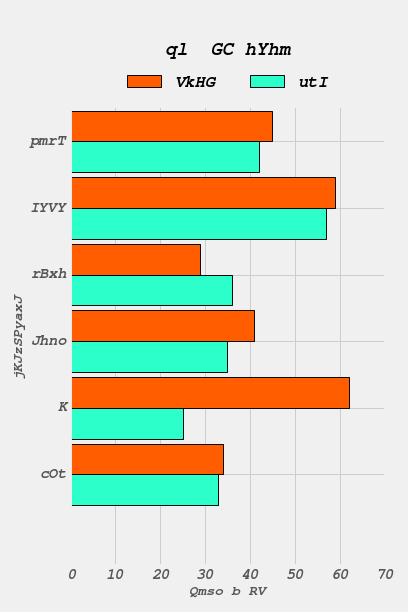 ql  GC hYhm
VkHG
utI
pmrT
IYVY
rBxh
Jhno
K
cOt
jKJzSPyaxJ
0 10 20 30 40 50 60 70
Qmso b RV